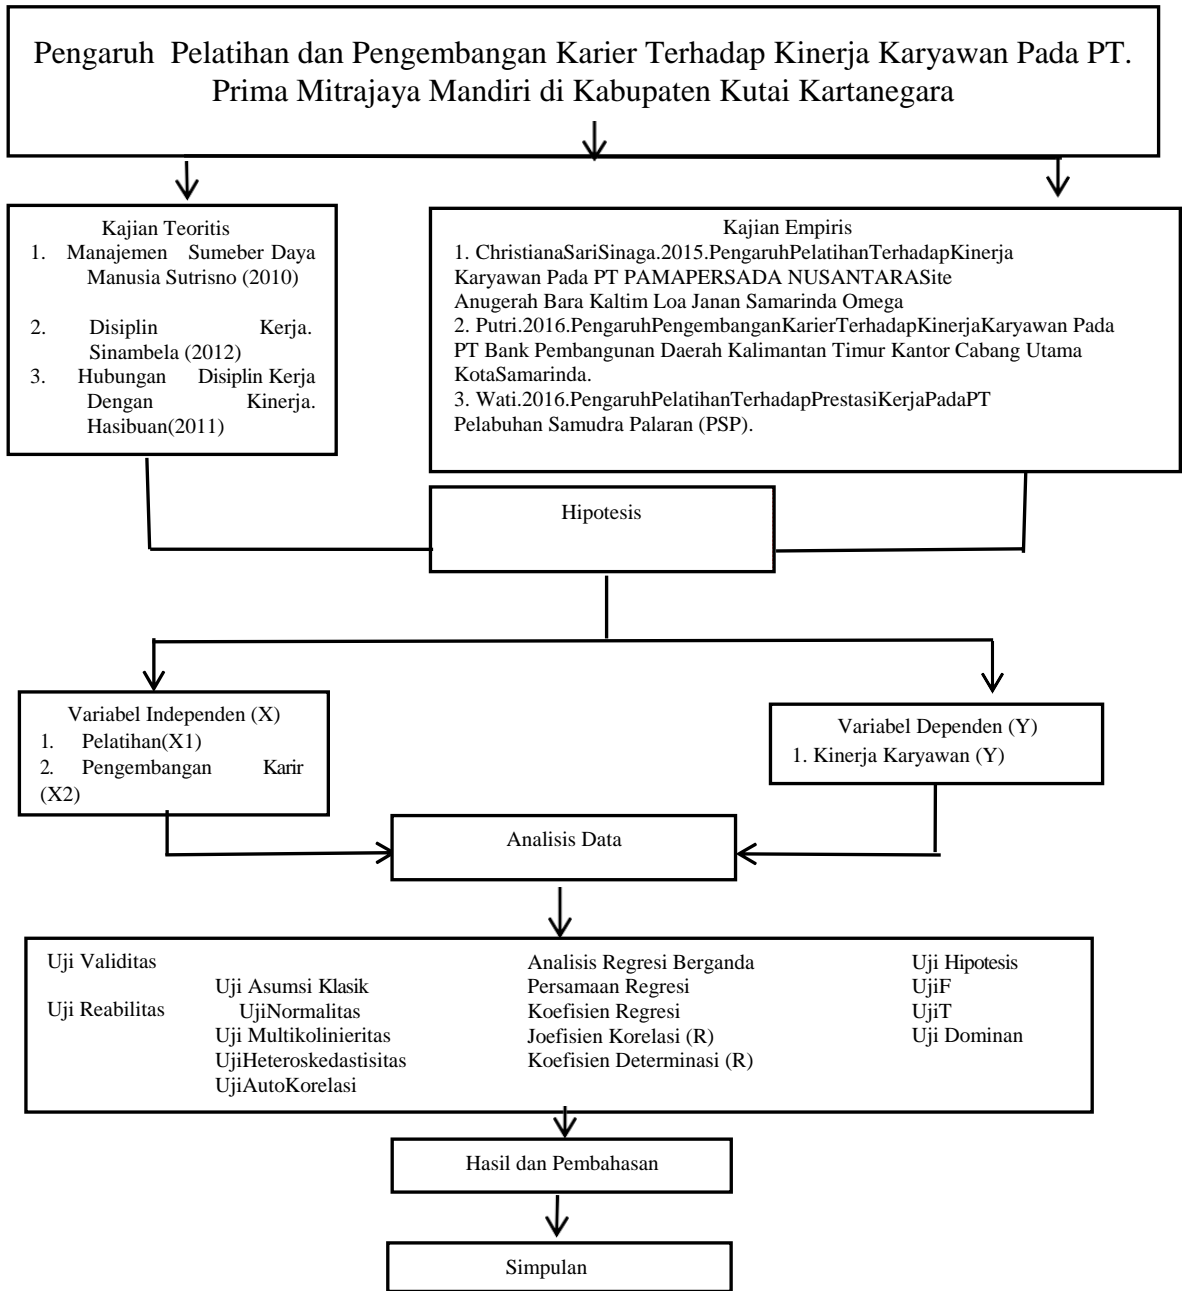 Pengaruh Pelatihan dan Pengembangan Karier Terhadap Kinerja Karyawan Pada PT.
Prima Mitrajaya Mandiri di Kabupaten Kutai Kartanegara
Kajian Teoritis
1. Manajemen Sumeber Daya
Manusia Sutrisno (2010)
2. Disiplin Kerja.
Sinambela (2012)
3. Hubungan Disiplin Kerja
Dengan Kinerja.
Hasibuan(2011)
Kajian Empiris
1. ChristianaSariSinaga.2015.PengaruhPelatihanTerhadapKinerja
Karyawan Pada PT PAMAPERSADA NUSANTARASite
Anugerah Bara Kaltim Loa Janan Samarinda Omega
2. Putri.2016.PengaruhPengembanganKarierTerhadapKinerjaKaryawan Pada
PT Bank Pembangunan Daerah Kalimantan Timur Kantor Cabang Utama
KotaSamarinda.
3. Wati.2016.PengaruhPelatihanTerhadapPrestasiKerjaPadaPT
Pelabuhan Samudra Palaran (PSP).
Hipotesis
Variabel Independen (X)
1. Pelatihan(X1)
2. Pengembangan Karir
(X2)
Variabel Dependen (Y)
1. Kinerja Karyawan (Y)
Analisis Data
Uji Validitas
Uji Reabilitas
Uji Asumsi Klasik
UjiNormalitas
Uji Multikolinieritas
UjiHeteroskedastisitas
UjiAutoKorelasi
Analisis Regresi Berganda
Persamaan Regresi
Koefisien Regresi
Joefisien Korelasi (R)
Koefisien Determinasi (R)
Uji Hipotesis
UjiF
UjiT
Uji Dominan
Hasil dan Pembahasan
Simpulan